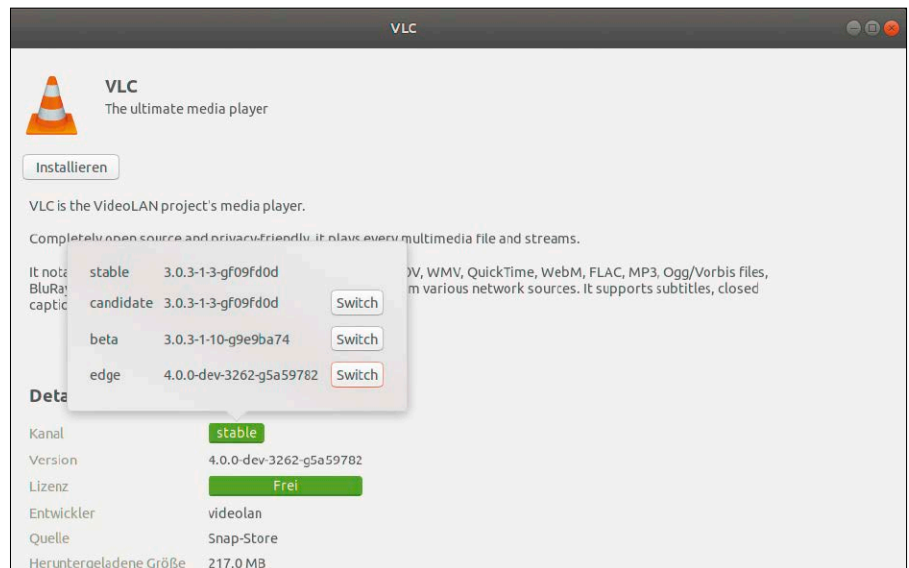 VLC
VLC
The ultimate media player
Installieren
VLC is the VideoLAN project's media player.
Completely open source and privacy-friendly, it plays every multimedia file and streams.
It nota OV, WMV, QuickTime, WebM, FLAC, MP3, Ogg/Vorbis files,
BluRay m various network sources. It supports subtitles, closed
captio
stable 3.0.3-1-3-gf09fd0d
candidate 3.0.3-1-3-gf09fd0d Switch
beta 3.0.3-1-10-g9e9ba74 Switch
edge 4.0.0-dev-3262-g5a59782 Switch
Deta
Kanal stable
Version 4.0.0-dev-3262-g5a59782
Lizenz Frei
Entwickler videolan
Quelle Snap-Store
Heruntergeladene Größe 217.0 MB